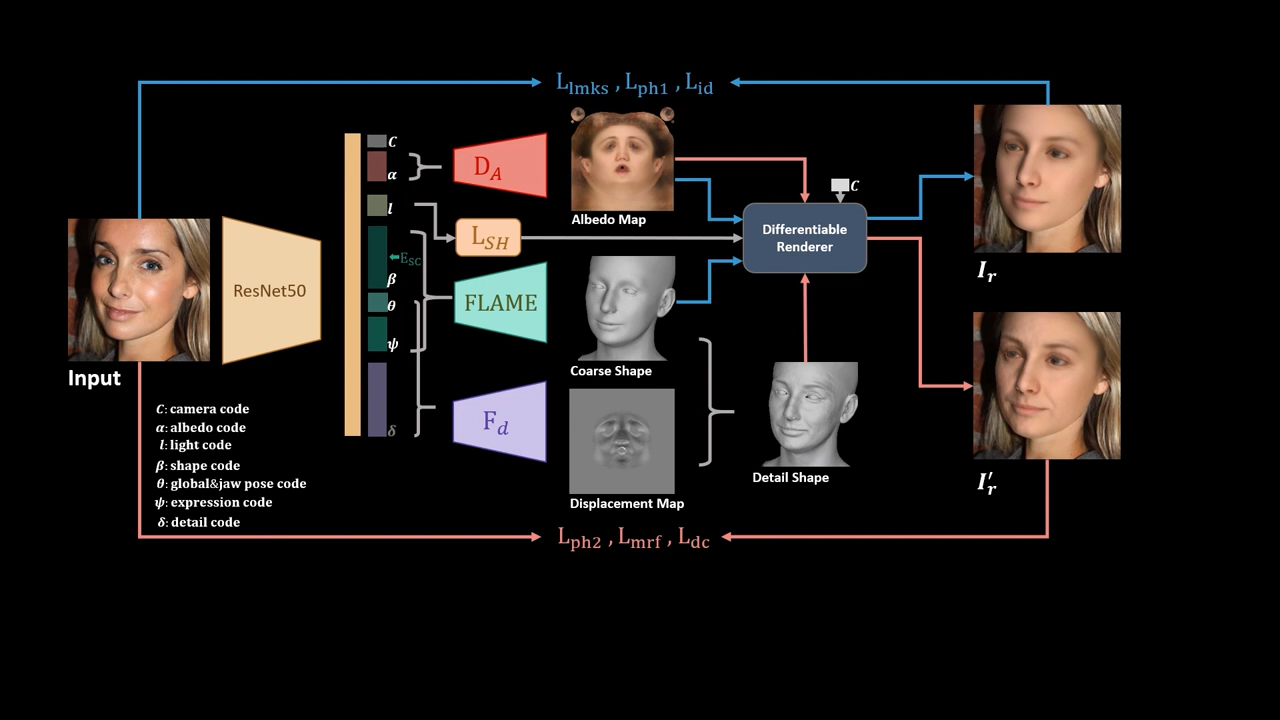 L_lmks , L_ph1 , L_id
C
α
D_A
l
C
Albedo Map
L_SH
Differentiable
Renderer
E_SC
β
ResNet50
θ
FLAME
I_r
ψ
Input
Coarse Shape
C: camera code
α: albedo code
l: light code
β: shape code
θ: global&jaw pose code
ψ: expression code
δ: detail code
δ
F_d
Detail Shape
I'_r
Displacement Map
L_ph2 , L_mrf , L_dc